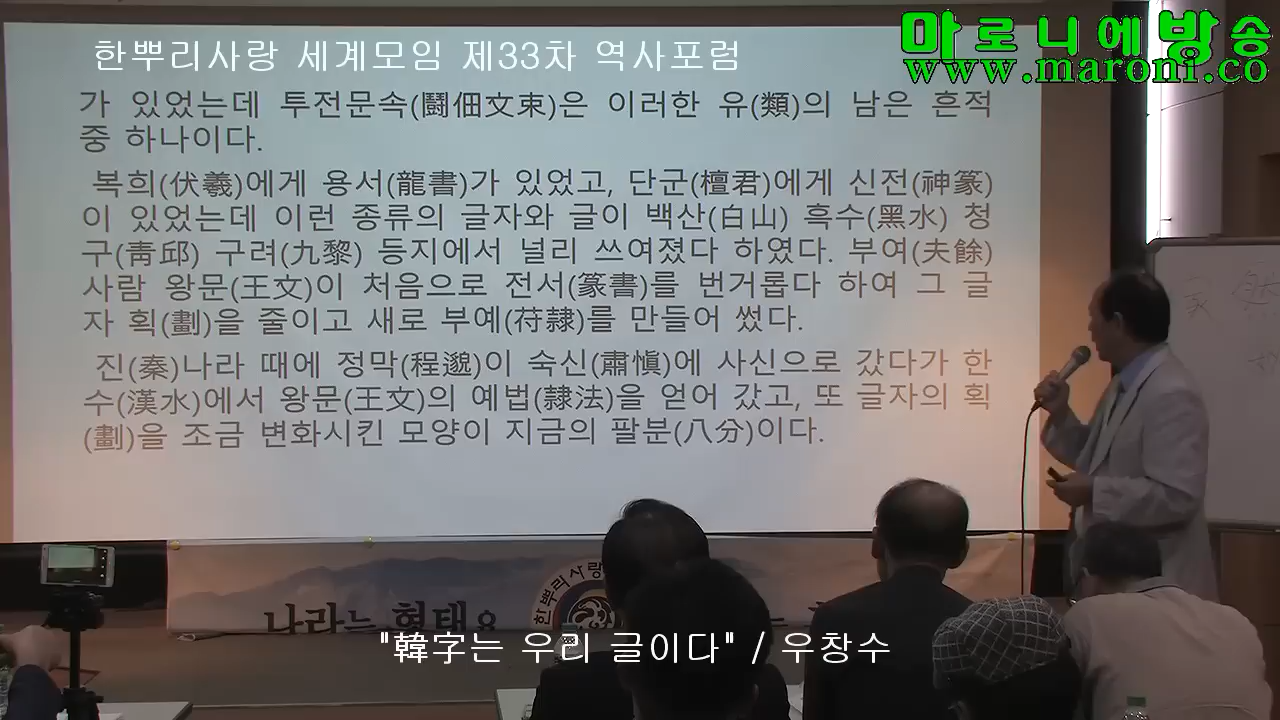 한뿌리사랑 세계모임 제33차 역사포럼
마로니에방송
www.maroni.co
가 있었는데 투전문속(鬪佃文束)은 이러한 유(類)의 남은 흔적
중 하나이다.
복희(伏羲)에게 용서(龍書)가 있었고, 단군(檀君)에게 신전(神篆)
이 있었는데 이런 종류의 글자와 글이 백산(白山) 흑수(黑水) 청
구(靑邱) 구려(九黎) 등지에서 널리 쓰여졌다 하였다. 부여(夫餘)
사람 왕문(王文)이 처음으로 전서(篆書)를 번거롭다 하여 그 글
자 획(劃)을 줄이고 새로 부예(符隷)를 만들어 썼다.
진(秦)나라 때에 정막(程邈)이 숙신(肅愼)에 사신으로 갔다가 한
수(漢水)에서 왕문(王文)의 예법(隷法)을 얻어 갔고, 또 글자의 획
(劃)을 조금 변화시킨 모양이 지금의 팔분(八分)이다.
한뿌리사랑
나라는 형태요
"韓字는 우리 글이다" / 우창수